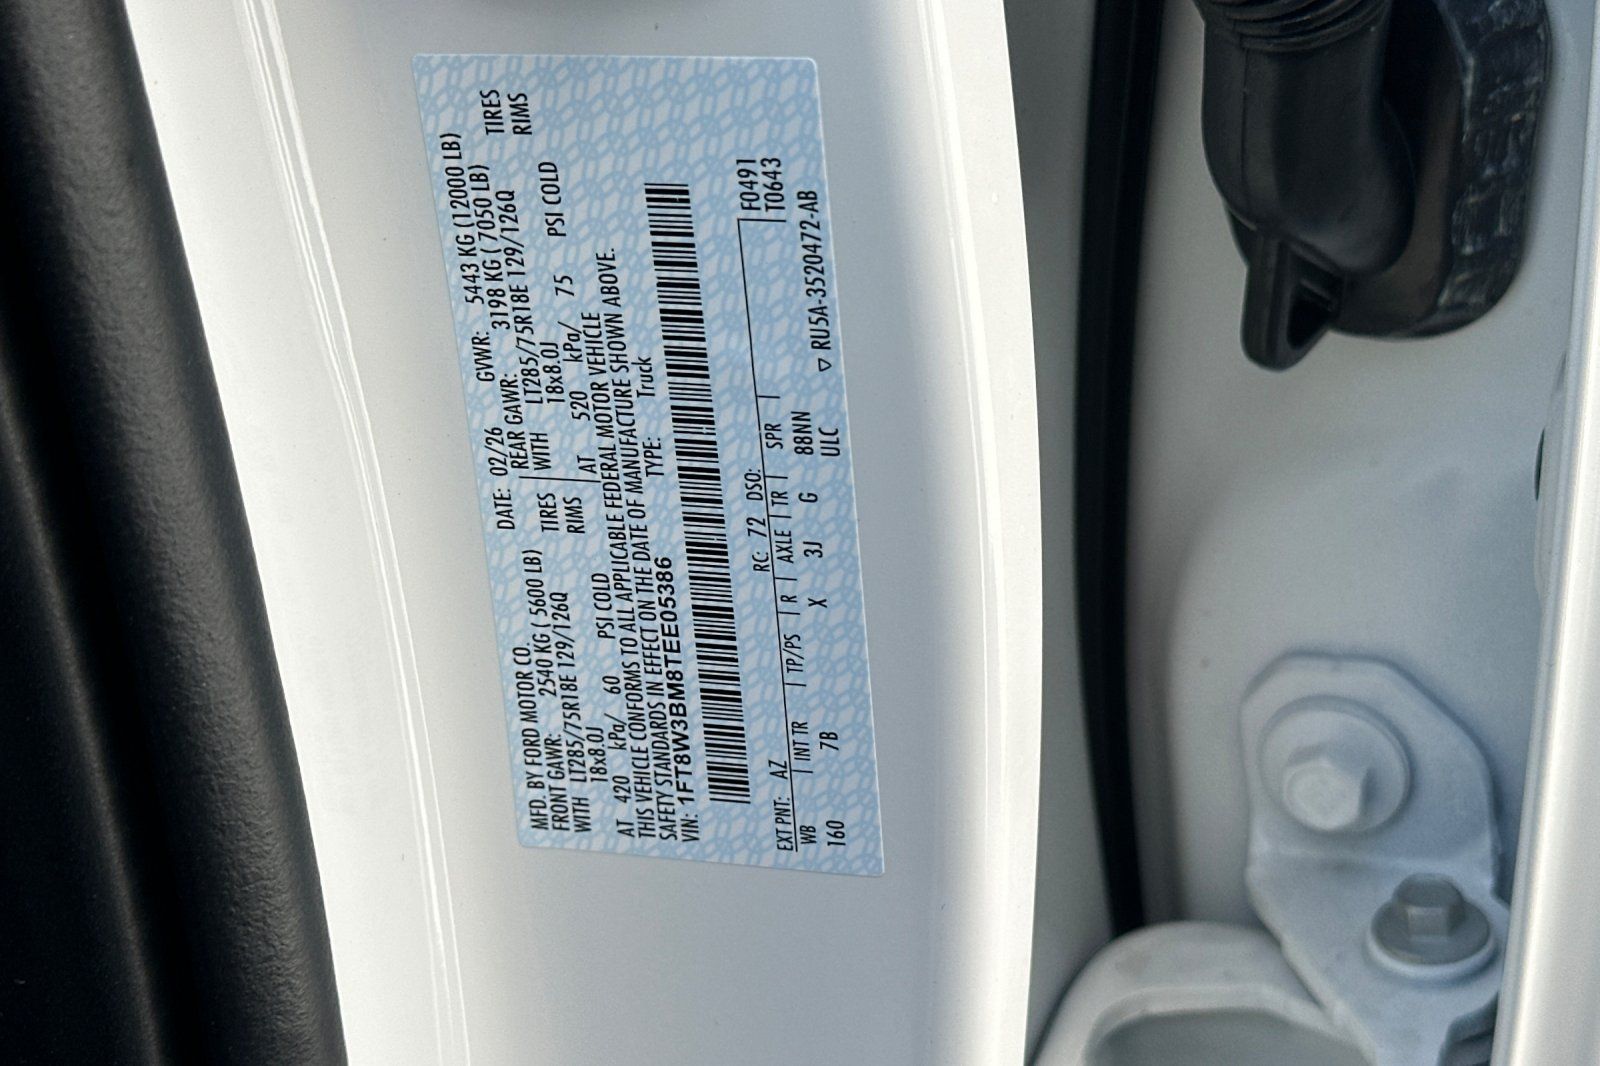 MFD. BY FORD MOTOR CO.
DATE: 02/26 GVWR: 5443 KG (12000 LB)
FRONT GAWR: 2540 KG ( 5600 LB)
REAR GAWR: 3198 KG ( 7050 LB)
WITH LT285/75R18E 129/126Q TIRES
WITH LT285/75R18E 129/126Q TIRES
18x8.0J RIMS
18x8.0J RIMS
AT 420 kPa/ 60 PSI COLD
AT 520 kPa/ 75 PSI COLD
THIS VEHICLE CONFORMS TO ALL APPLICABLE FEDERAL MOTOR VEHICLE
SAFETY STANDARDS IN EFFECT ON THE DATE OF MANUFACTURE SHOWN ABOVE.
VIN: 1FT8W3BM8TEE05386
TYPE: Truck
EXT PNT: AZ RC: 72 DSO: F0491
WB INT TR TP/PS R AXLE TR SPR T0643
160 7B X 3J G 88NN
ULC ▽ RU5A-3520472-AB